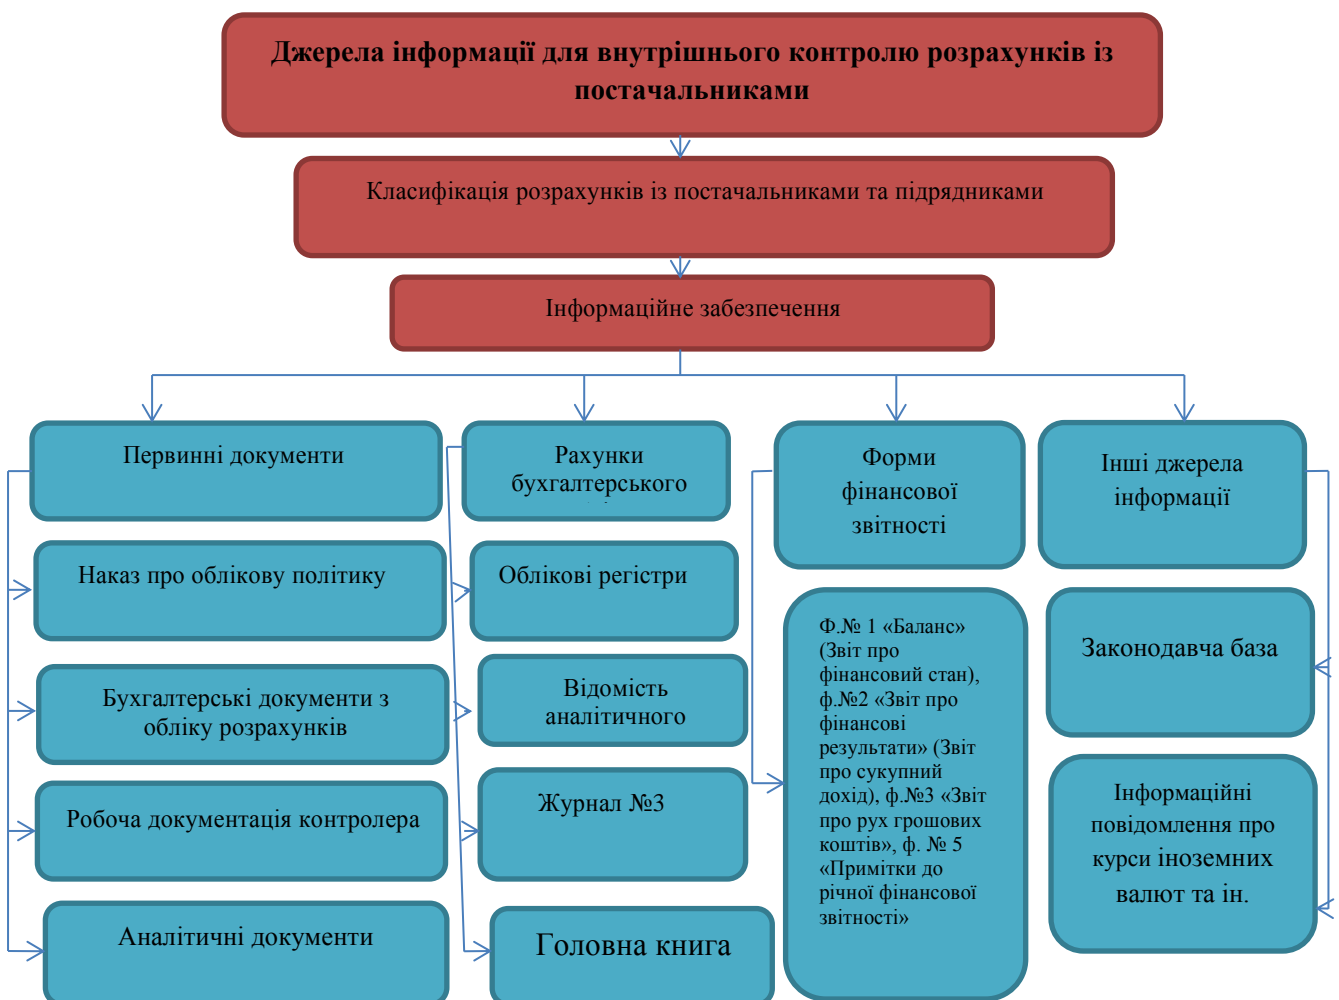 Джерела інформації для внутрішнього контролю розрахунків із
постачальниками
Класифікація розрахунків із постачальниками та підрядниками
Інформаційне забезпечення
Первинні документи
Наказ про облікову політику
Бухгалтерські документи з
обліку розрахунків
Робоча документація контролера
Аналітичні документи
Рахунки
бухгалтерського
Облікові регістри
Відомість
аналітичного
Журнал №3
Головна книга
Форми
фінансової
звітності
Ф.№ 1 «Баланс»
(Звіт про
фінансовий стан),
ф.№2 «Звіт про
фінансові
результати» (Звіт
про сукупний
дохід), ф.№3 «Звіт
про рух грошових
коштів», ф. № 5
«Примітки до
річної фінансової
звітності»
Інші джерела
інформації
Законодавча база
Інформаційні
повідомлення про
курси іноземних
валют та ін.